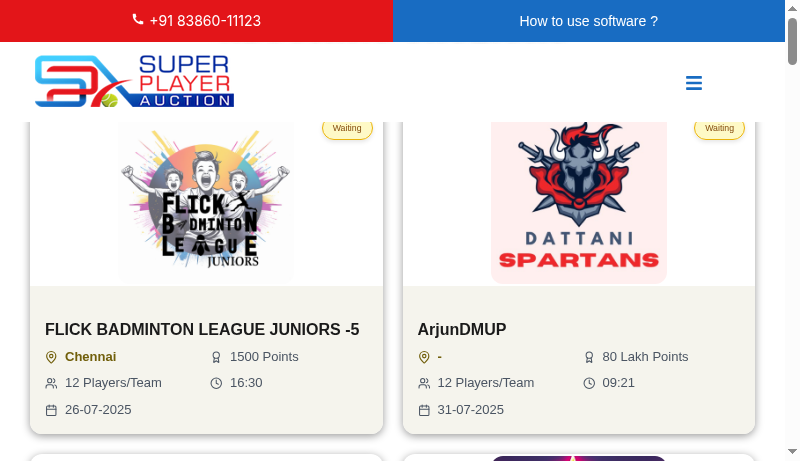 +91 83860-11123
How to use software ?
SUPER
PLAYER
AUCTION
Waiting
Waiting
FLICK
BADMINTON
LEAGUE
JUNIORS
DATTANI
SPARTANS
FLICK BADMINTON LEAGUE JUNIORS -5
Chennai
1500 Points
12 Players/Team
16:30
26-07-2025
ArjunDMUP
-
80 Lakh Points
12 Players/Team
09:21
31-07-2025